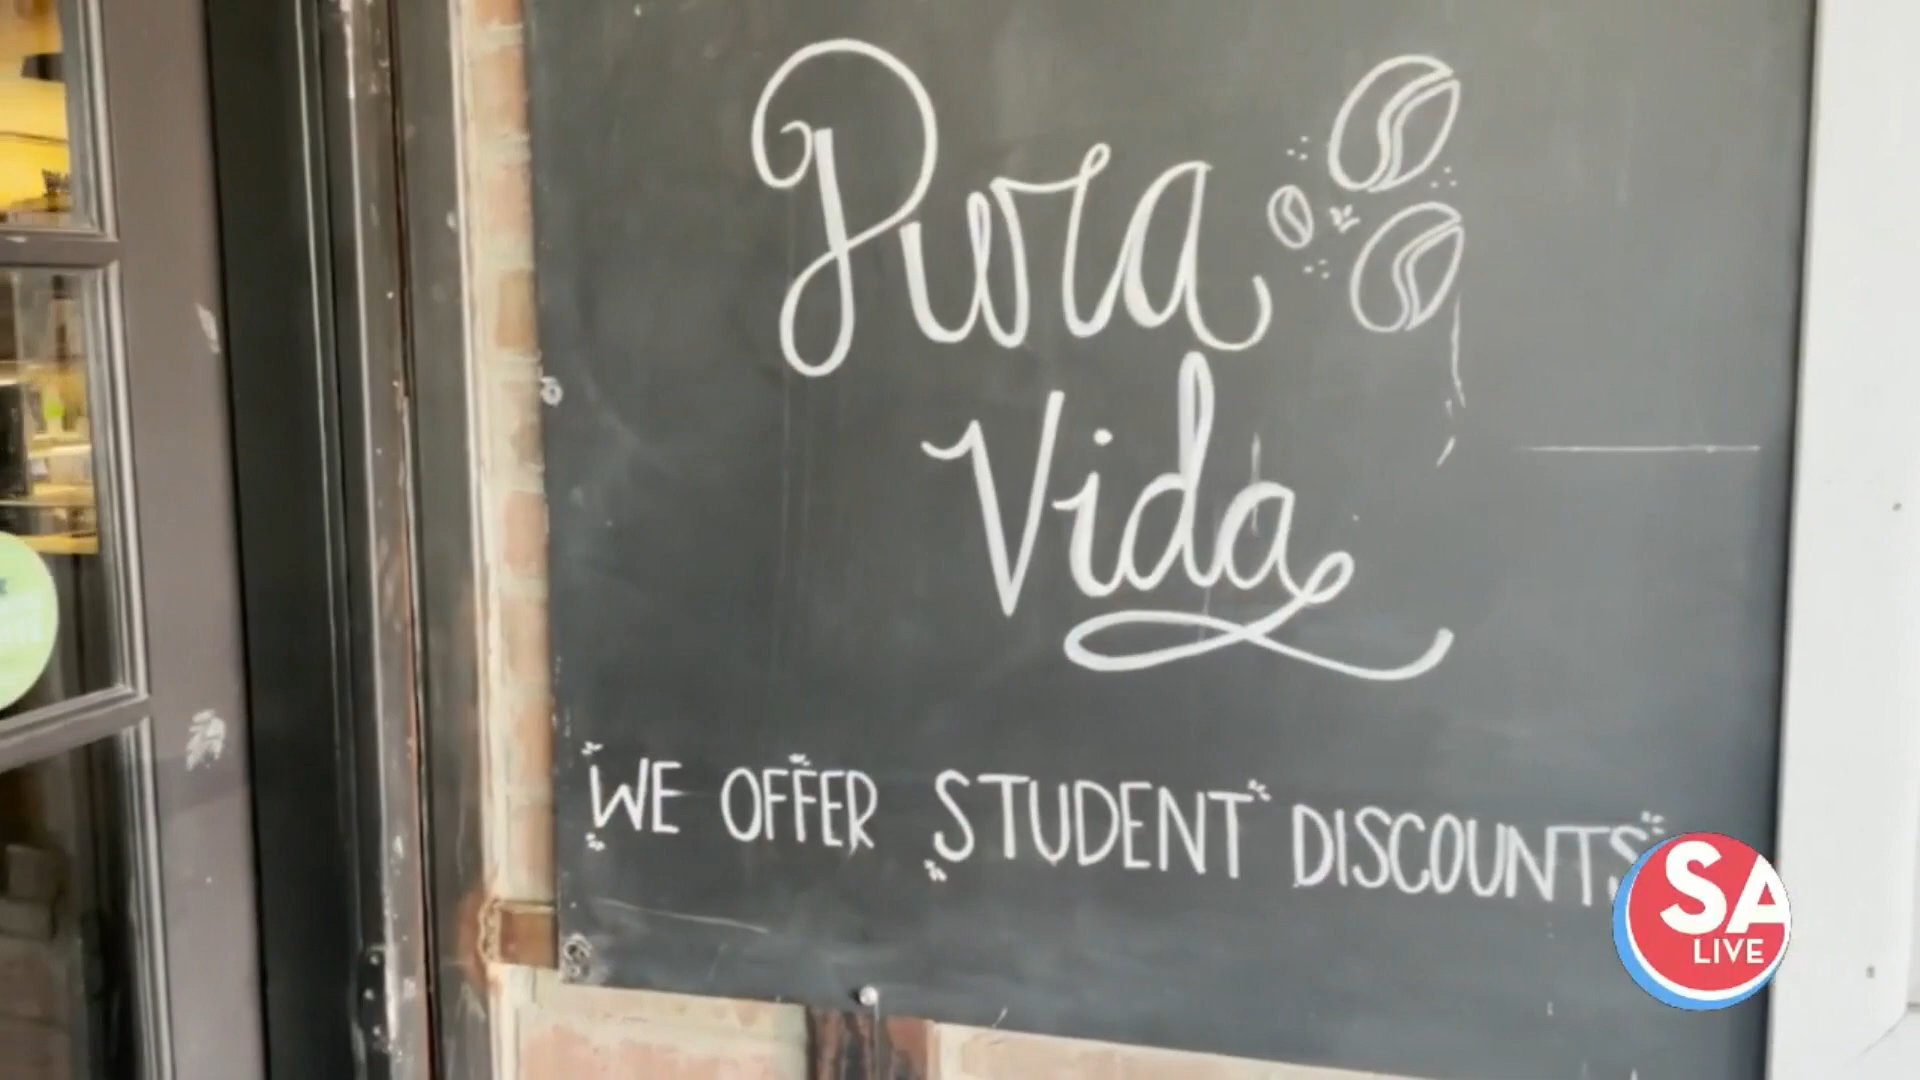 Pura
Vida
WE OFFER STUDENT DISCOUNTS
SA
LIVE